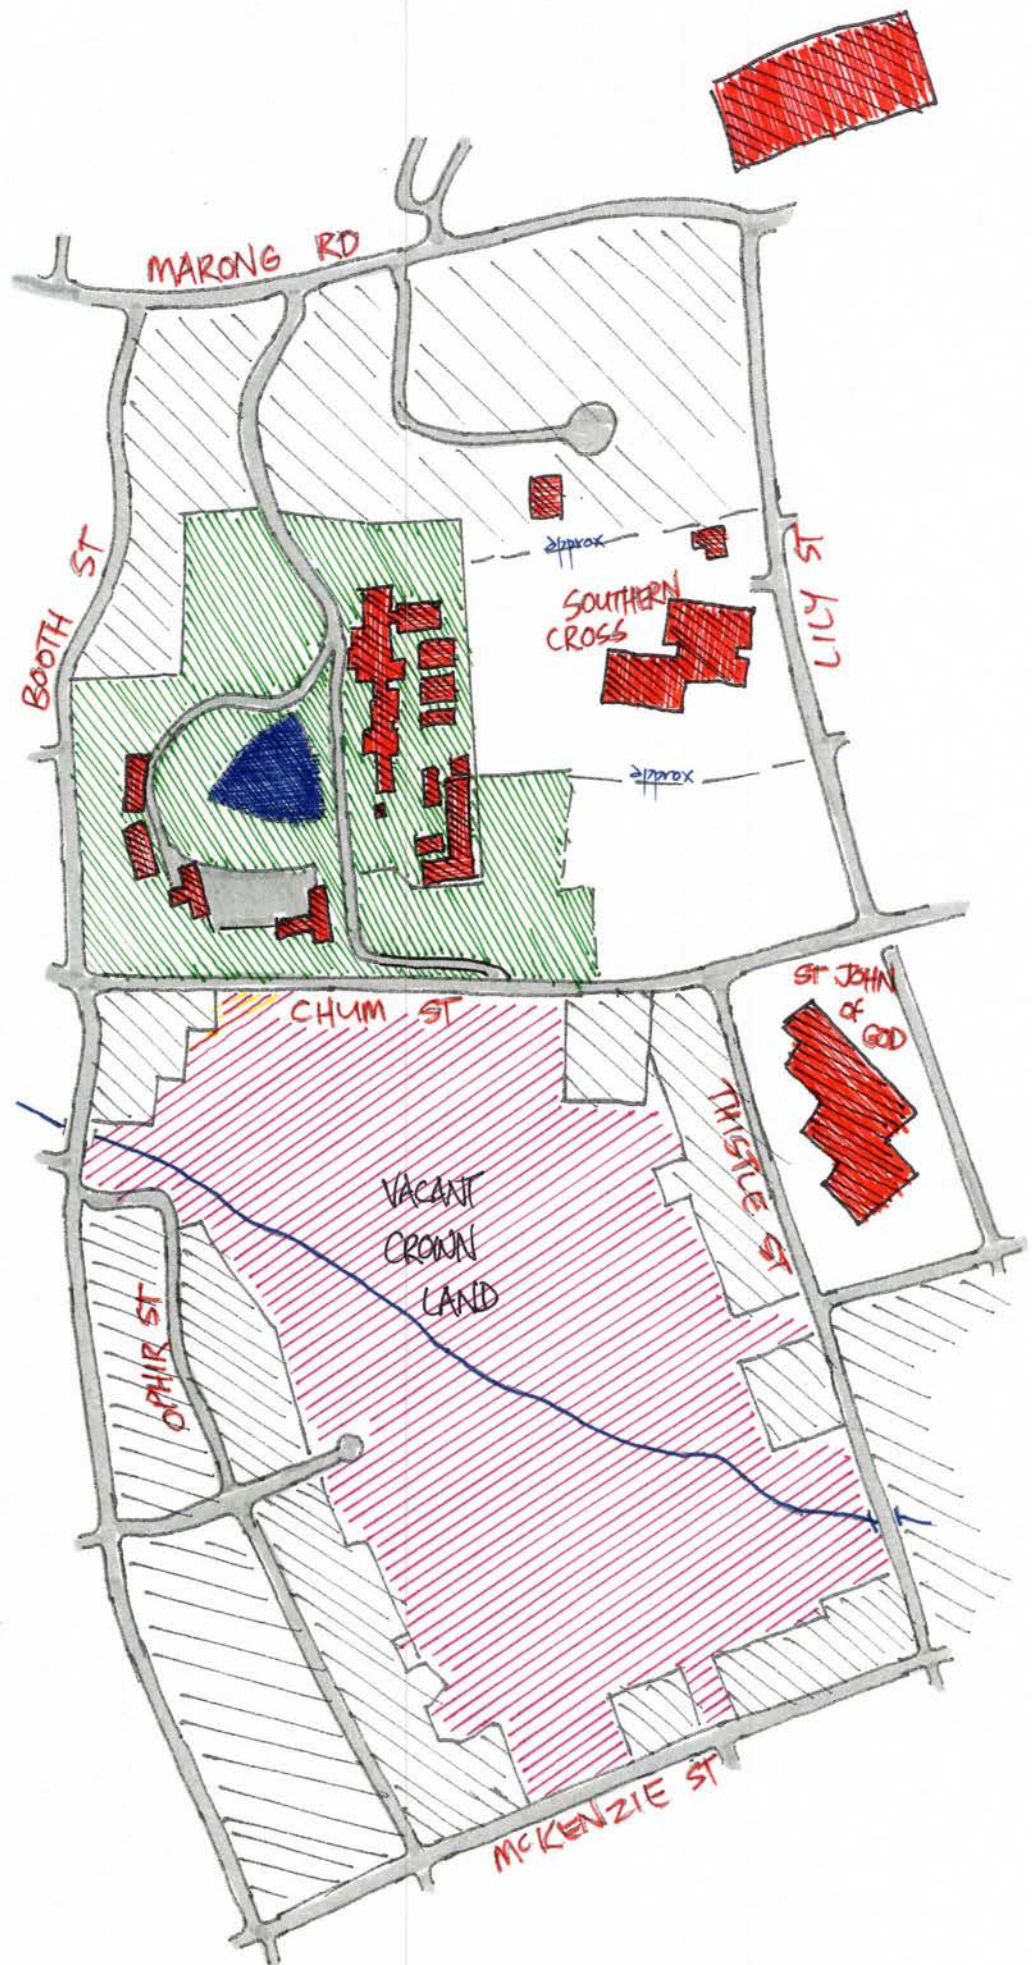 MARONG RD
BOOTH ST
approx
SOUTHERN
CROSS
LILY ST
approx
CHUM ST
ST JOHN
of
GOD
THISTLE ST
VACANT
CROWN
LAND
OPHIR ST
McKENZIE ST